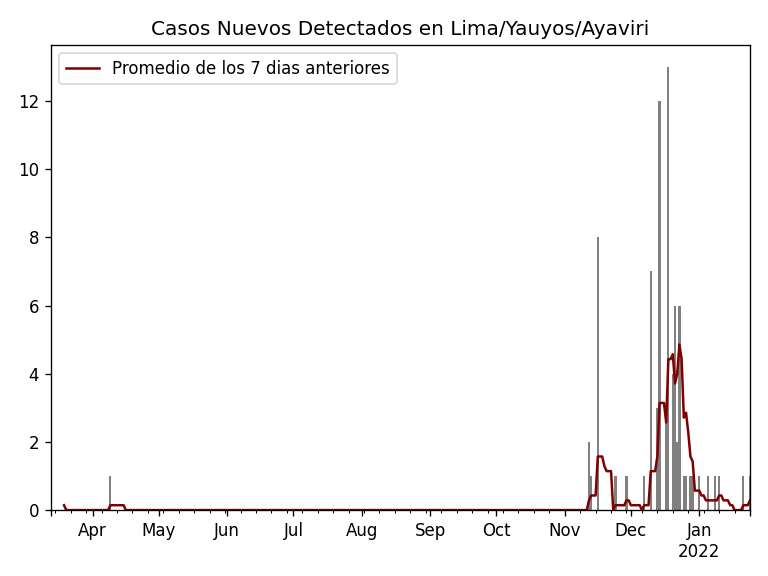 Casos Nuevos Detectados en Lima/Yauyos/Ayaviri
Promedio de los 7 dias anteriores
12
10
8
6
4
2
0
Apr May Jun Jul Aug Sep Oct Nov Dec Jan
2022